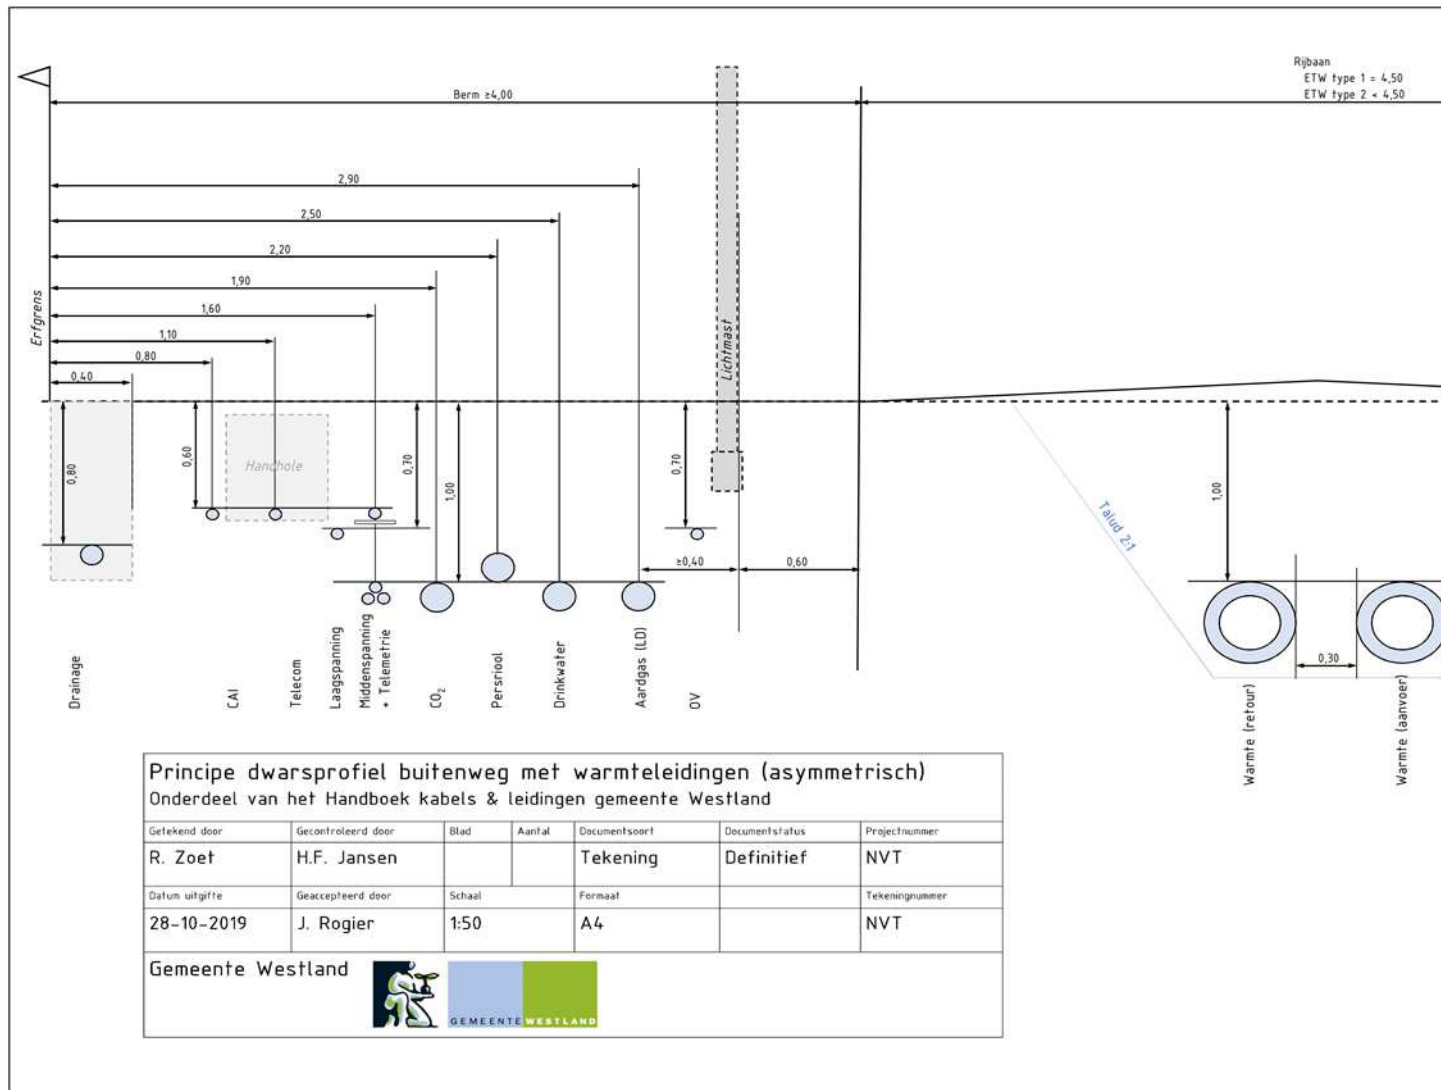 Rijbaan
ETW type 1 = 4,50
ETW type 2 < 4,50
Berm ≥4,00
2,90
2,50
2,20
1,90
1,60
1,10
0,80
0,40
Erfgrens
Lichtmast
0,80
0,60
Handhole
0,70
1,00
0,70
1,00
≥0,40
0,60
Talud 2:1
0,30
Drainage
CAI
Telecom
Laagspanning
Middenspanning
+ Telemetrie
CO₂
Persriool
Drinkwater
Aardgas (LD)
OV
Warmte (retour)
Warmte (aanvoer)
Principe dwarsprofiel buitenweg met warmteleidingen (asymmetrisch)
Onderdeel van het Handboek kabels & leidingen gemeente Westland
Getekend door Gecontroleerd door Blad Aantal Documentsoort Documentstatus Projectnummer
R. Zoet H.F. Jansen Tekening Definitief NVT
Datum uitgifte Geaccepteerd door Schaal Formaat Tekeningnummer
28-10-2019 J. Rogier 1:50 A4 NVT
Gemeente Westland
GEMEENTE WESTLAND